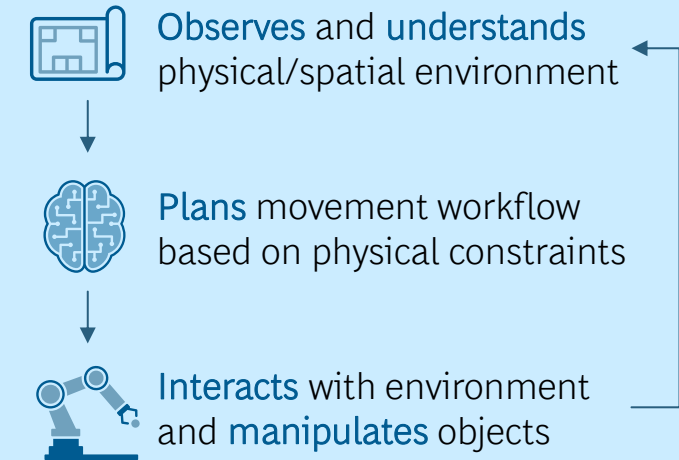 Observes and understands
physical/spatial environment
Plans movement workflow
based on physical constraints
Interacts with environment
and manipulates objects